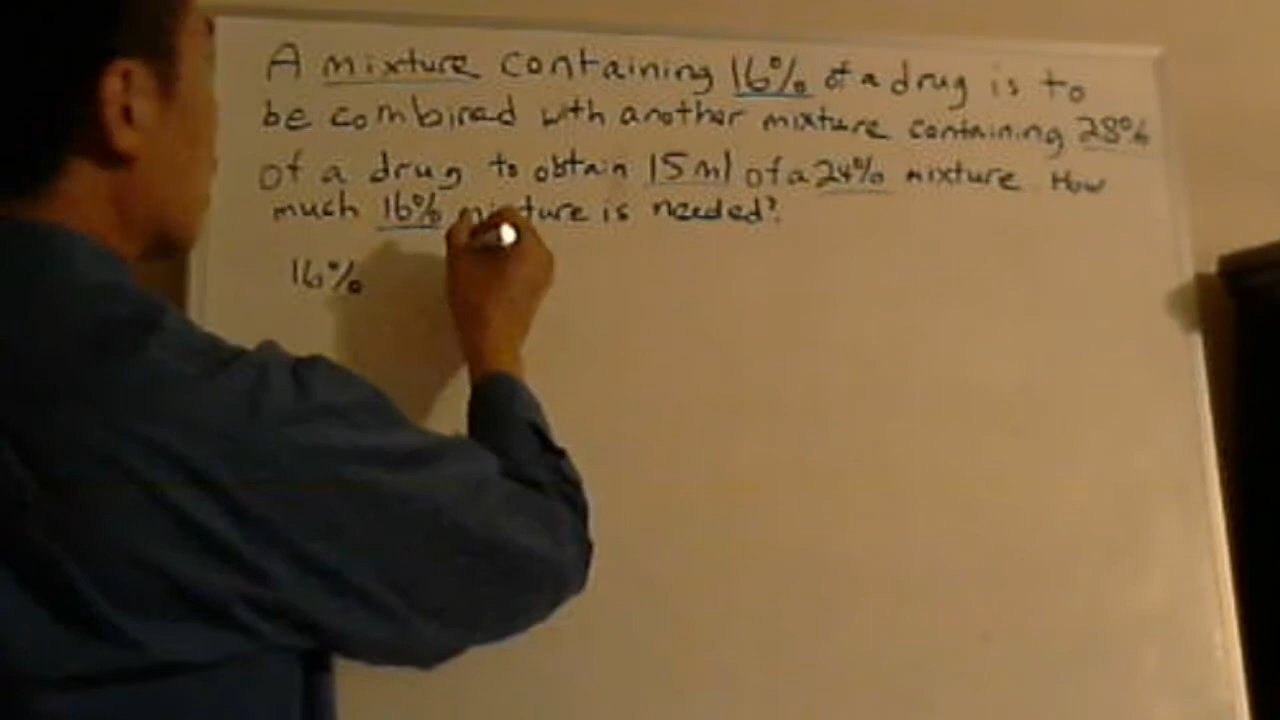 A mixture containing 16% of a drug is to
be combined with another mixture containing 28%
of a drug to obtain 15 ml of a 24% mixture How
much 16% mixture is needed?
16%